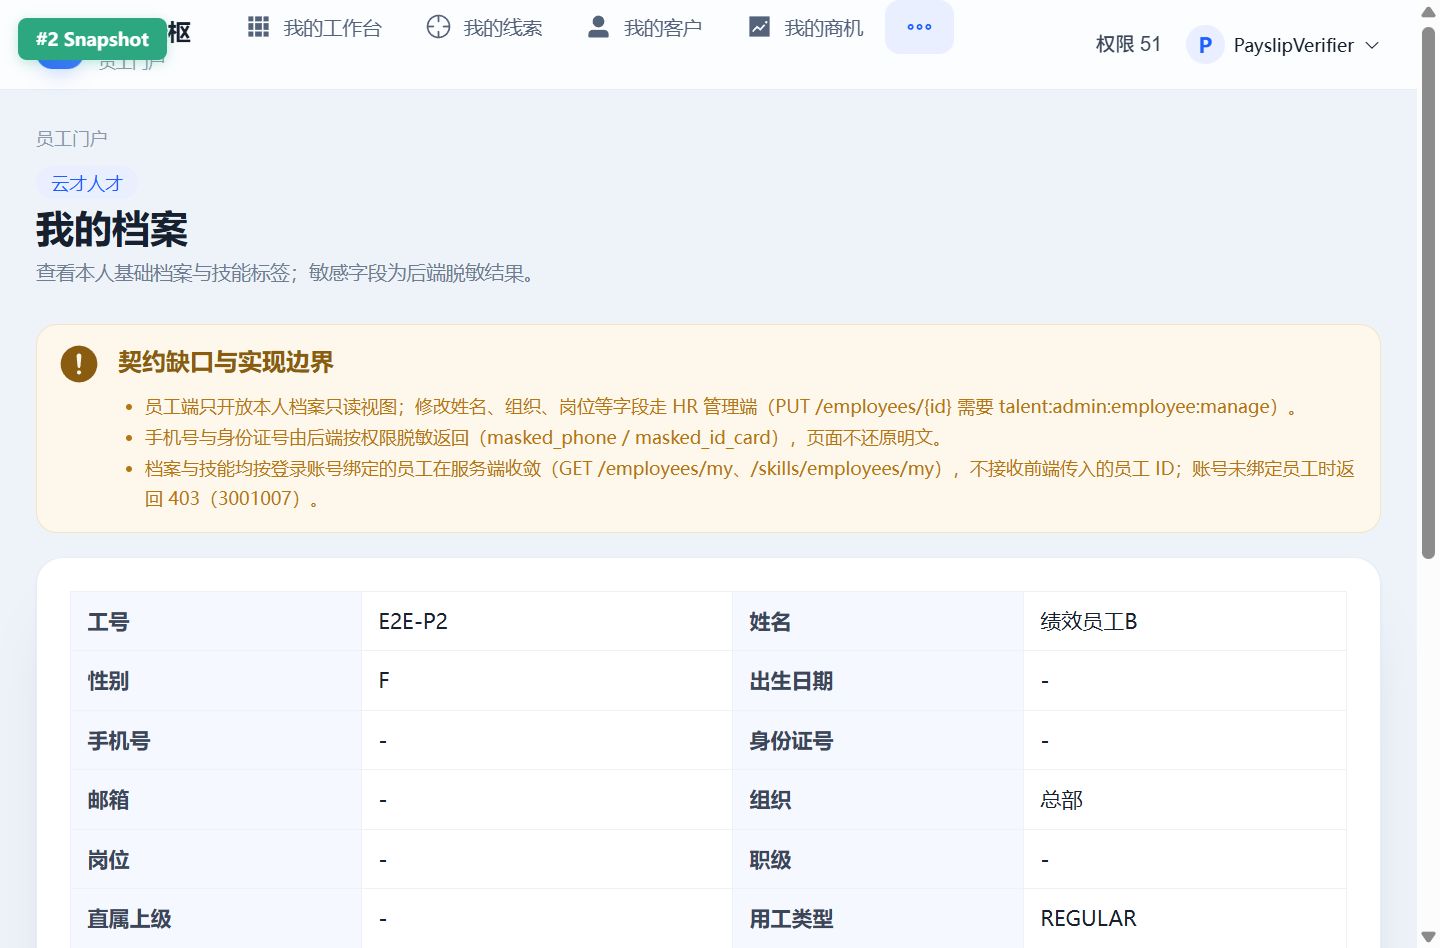 #2 Snapshot
枢
员工门户
我的工作台
我的线索
我的客户
我的商机
权限 51
P
PayslipVerifier
员工门户
云才人才
我的档案
查看本人基础档案与技能标签；敏感字段为后端脱敏结果。
契约缺口与实现边界
员工端只开放本人档案只读视图；修改姓名、组织、岗位等字段走 HR 管理端（PUT /employees/{id} 需要 talent:admin:employee:manage）。
手机号与身份证号由后端按权限脱敏返回（masked_phone / masked_id_card），页面不还原明文。
档案与技能均按登录账号绑定的员工在服务端收敛（GET /employees/my、/skills/employees/my），不接收前端传入的员工 ID；账号未绑定员工时返
回 403（3001007）。
工号 E2E-P2 姓名 绩效员工B
性别 F 出生日期 -
手机号 - 身份证号 -
邮箱 - 组织 总部
岗位 - 职级 -
直属上级 - 用工类型 REGULAR